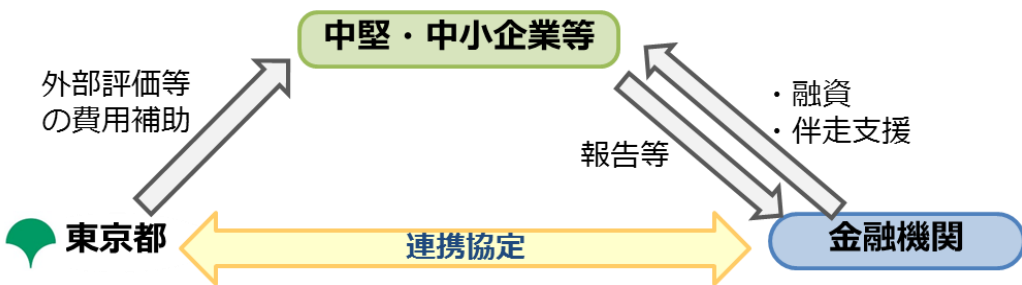 中堅・中小企業等
外部評価等
の費用補助
・融資
・伴走支援
報告等
東京都
連携協定
金融機関